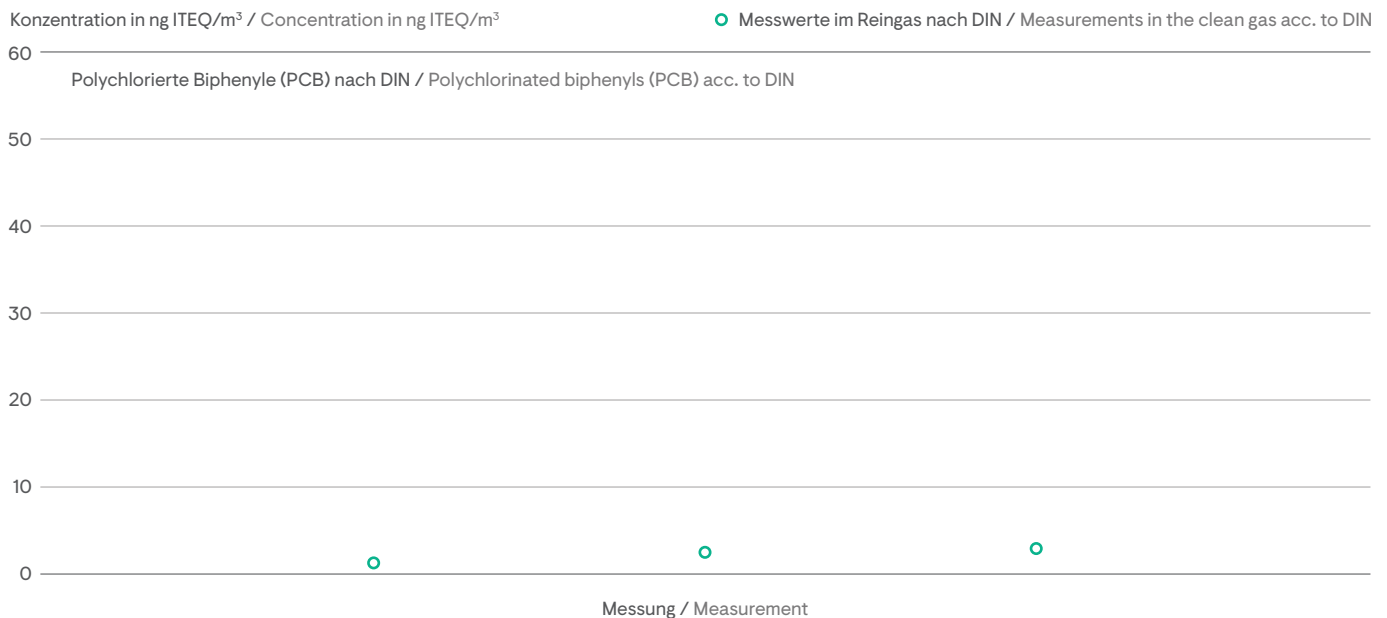 Konzentration in ng ITEQ/m³ / Concentration in ng ITEQ/m³
Messwerte im Reingas nach DIN / Measurements in the clean gas acc. to DIN
60
Polychlorierte Biphenyle (PCB) nach DIN / Polychlorinated biphenyls (PCB) acc. to DIN
50
40
30
20
10
0
Messung / Measurement